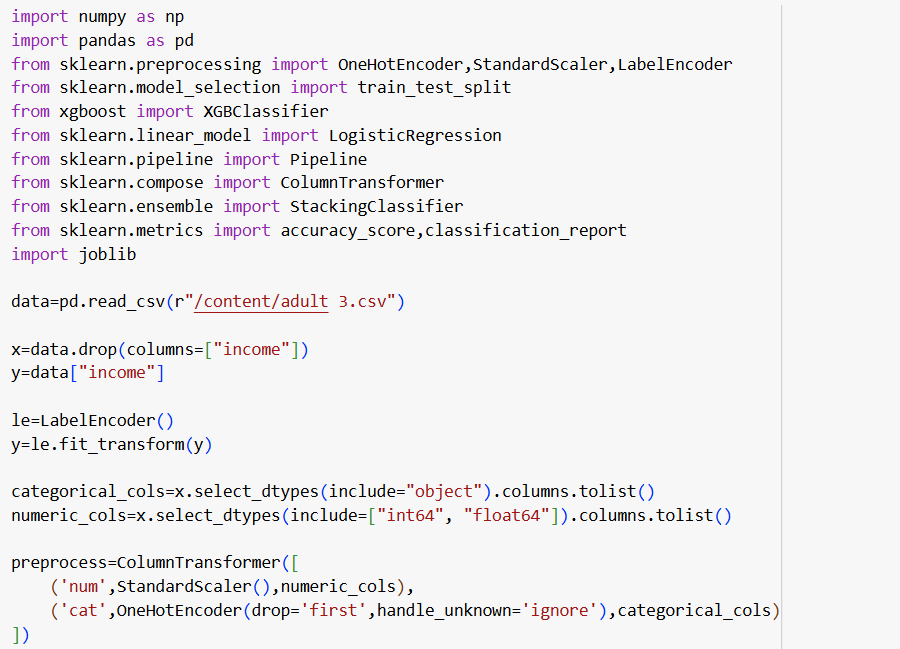 import numpy as np
import pandas as pd
from sklearn.preprocessing import OneHotEncoder,StandardScaler,LabelEncoder
from sklearn.model_selection import train_test_split
from xgboost import XGBClassifier
from sklearn.linear_model import LogisticRegression
from sklearn.pipeline import Pipeline
from sklearn.compose import ColumnTransformer
from sklearn.ensemble import StackingClassifier
from sklearn.metrics import accuracy_score,classification_report
import joblib

data=pd.read_csv(r"/content/adult 3.csv")

x=data.drop(columns=["income"])
y=data["income"]

le=LabelEncoder()
y=le.fit_transform(y)

categorical_cols=x.select_dtypes(include="object").columns.tolist()
numeric_cols=x.select_dtypes(include=["int64", "float64"]).columns.tolist()

preprocess=ColumnTransformer([
    ('num',StandardScaler(),numeric_cols),
    ('cat',OneHotEncoder(drop='first',handle_unknown='ignore'),categorical_cols)
])